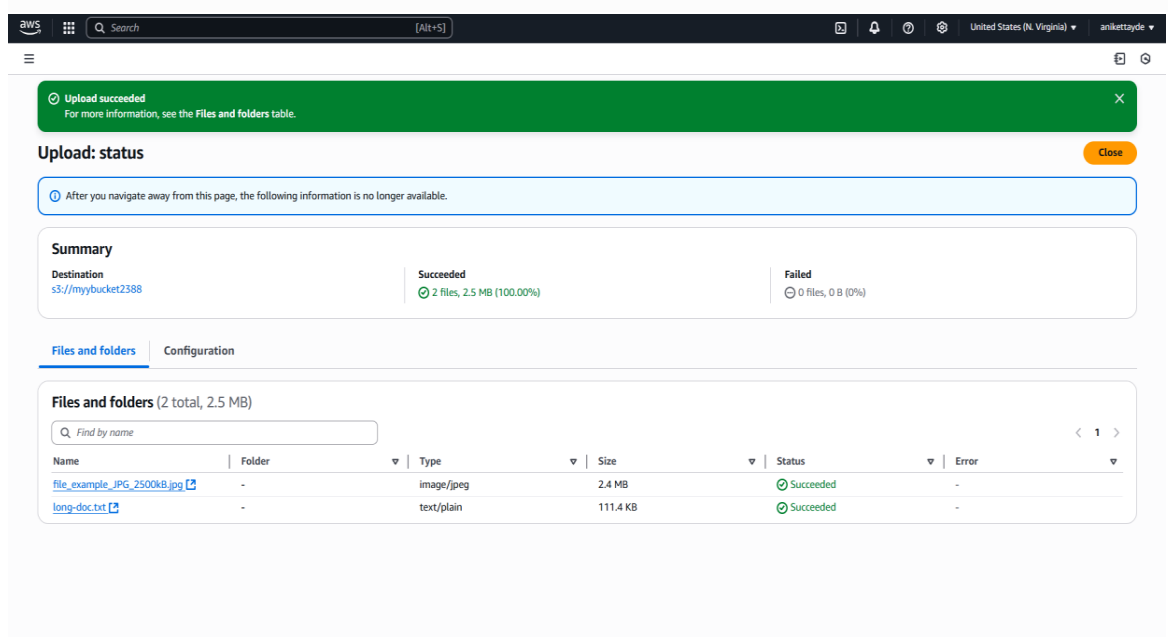 aws
Search [Alt+S] United States (N. Virginia) anikettayde
Upload succeeded
For more information, see the Files and folders table.
Upload: status
Close
After you navigate away from this page, the following information is no longer available.
Summary
Destination Succeeded Failed
s3://myybucket2388 2 files, 2.5 MB (100.00%) 0 files, 0 B (0%)
Files and folders Configuration
Files and folders (2 total, 2.5 MB)
Find by name 1
Name Folder Type Size Status Error
file_example_JPG_2500kB.jpg - image/jpeg 2.4 MB Succeeded -
long-doc.txt - text/plain 111.4 KB Succeeded -